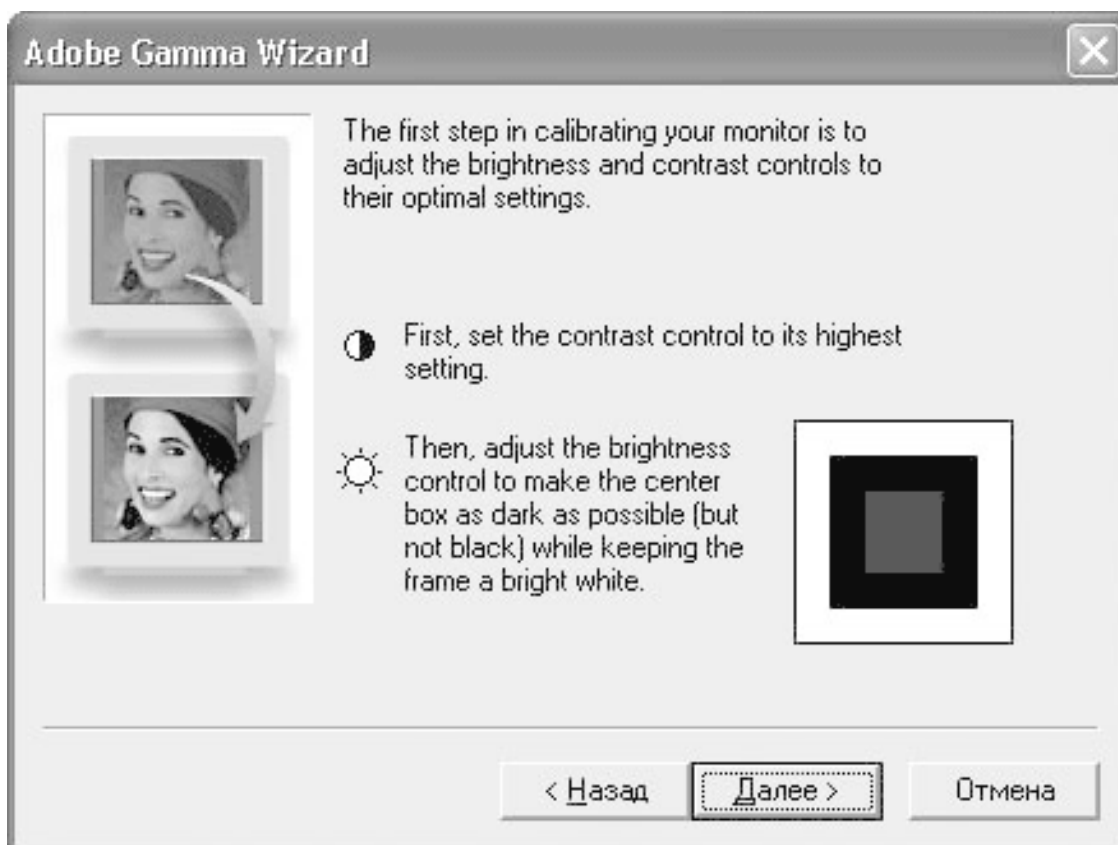 Adobe Gamma Wizard
The first step in calibrating your monitor is to
adjust the brightness and contrast controls to
their optimal settings.
First, set the contrast control to its highest
setting.
Then, adjust the brightness
control to make the center
box as dark as possible (but
not black) while keeping the
frame a bright white.
< Назад
Далее >
Отмена